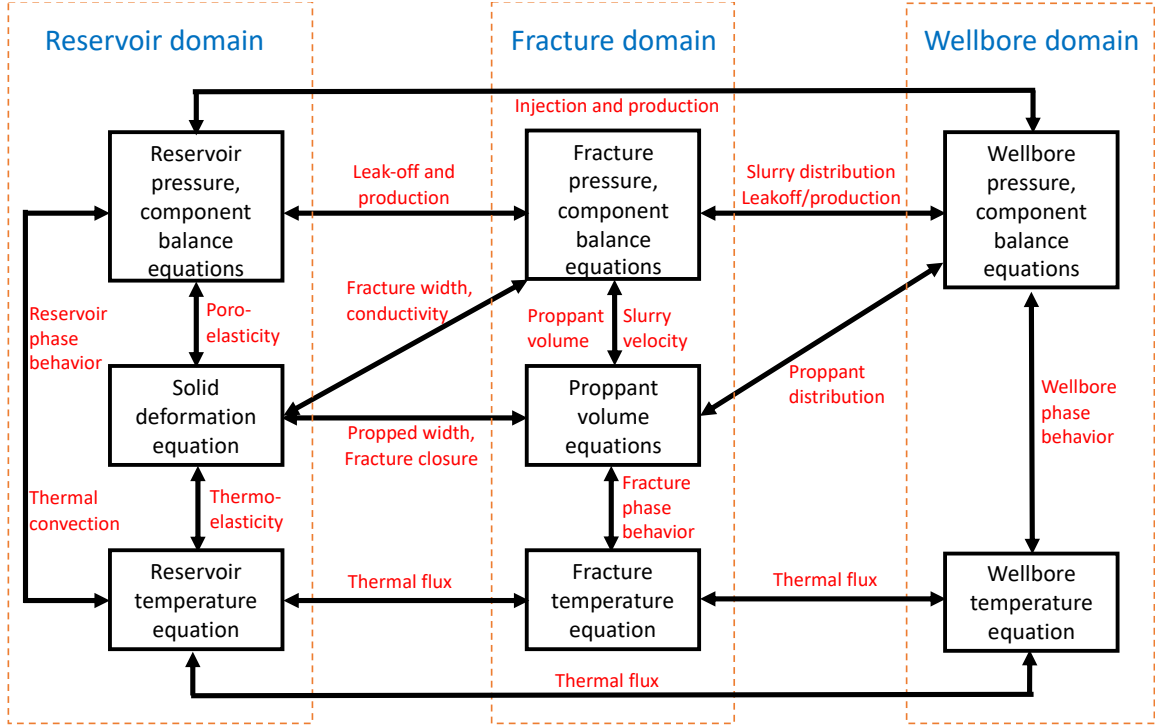 Reservoir domain
Fracture domain
Wellbore domain
Injection and production
Reservoir
pressure,
component
balance
equations
Leak-off and
production
Fracture
pressure,
component
balance
equations
Slurry distribution
Leakoff/production
Wellbore
pressure,
component
balance
equations
Reservoir
phase
behavior
Poro-
elasticity
Fracture width,
conductivity
Proppant
volume
Slurry
velocity
Proppant
distribution
Wellbore
phase
behavior
Solid
deformation
equation
Propped width,
Fracture closure
Proppant
volume
equations
Thermal
convection
Thermo-
elasticity
Fracture
phase
behavior
Reservoir
temperature
equation
Thermal flux
Fracture
temperature
equation
Thermal flux
Wellbore
temperature
equation
Thermal flux